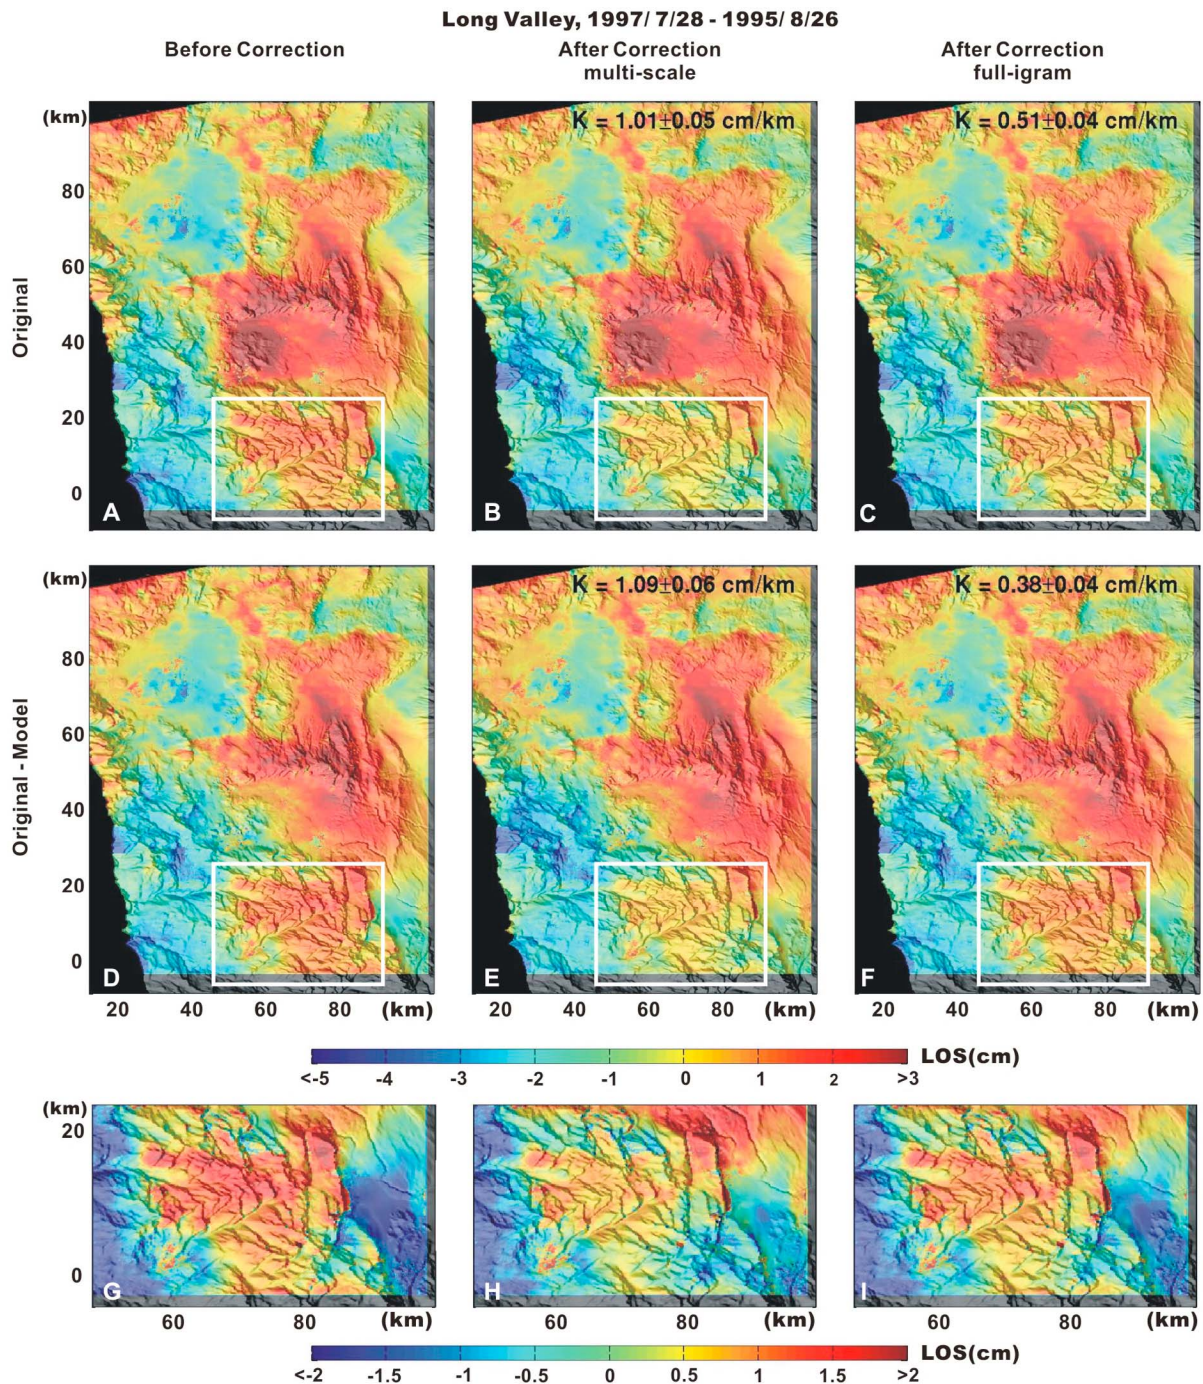 Long Valley, 1997/ 7/28 - 1995/ 8/26
Before Correction
After Correction
multi-scale
After Correction
full-igram
(km)
80
60
40
20
0
Original
A
K = 1.01±0.05 cm/km
B
K = 0.51±0.04 cm/km
C
(km)
80
60
40
20
0
Original - Model
D
K = 1.09±0.06 cm/km
E
K = 0.38±0.04 cm/km
F
20 40 60 80 (km)
20 40 60 80 (km)
20 40 60 80 (km)
LOS(cm)
<-5 -4 -3 -2 -1 0 1 2 >3
(km)
20
0
G
H
I
60 80 (km)
60 80 (km)
60 80 (km)
LOS(cm)
<-2 -1.5 -1 -0.5 0 0.5 1 1.5 >2